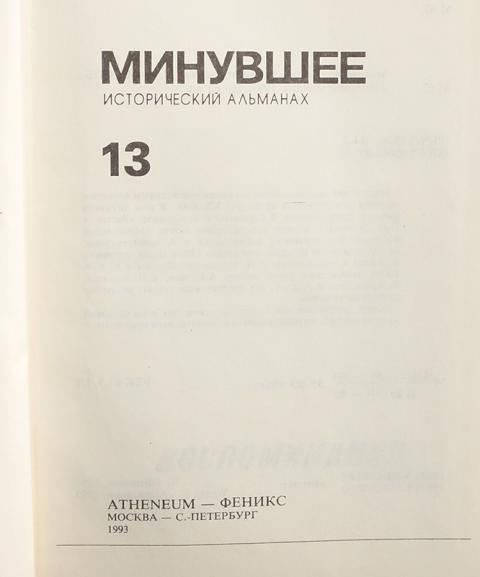 МИНУВШЕЕ
ИСТОРИЧЕСКИЙ АЛЬМАНАХ
13
ATHENEUM — ФЕНИКС
МОСКВА — С.-ПЕТЕРБУРГ
1993